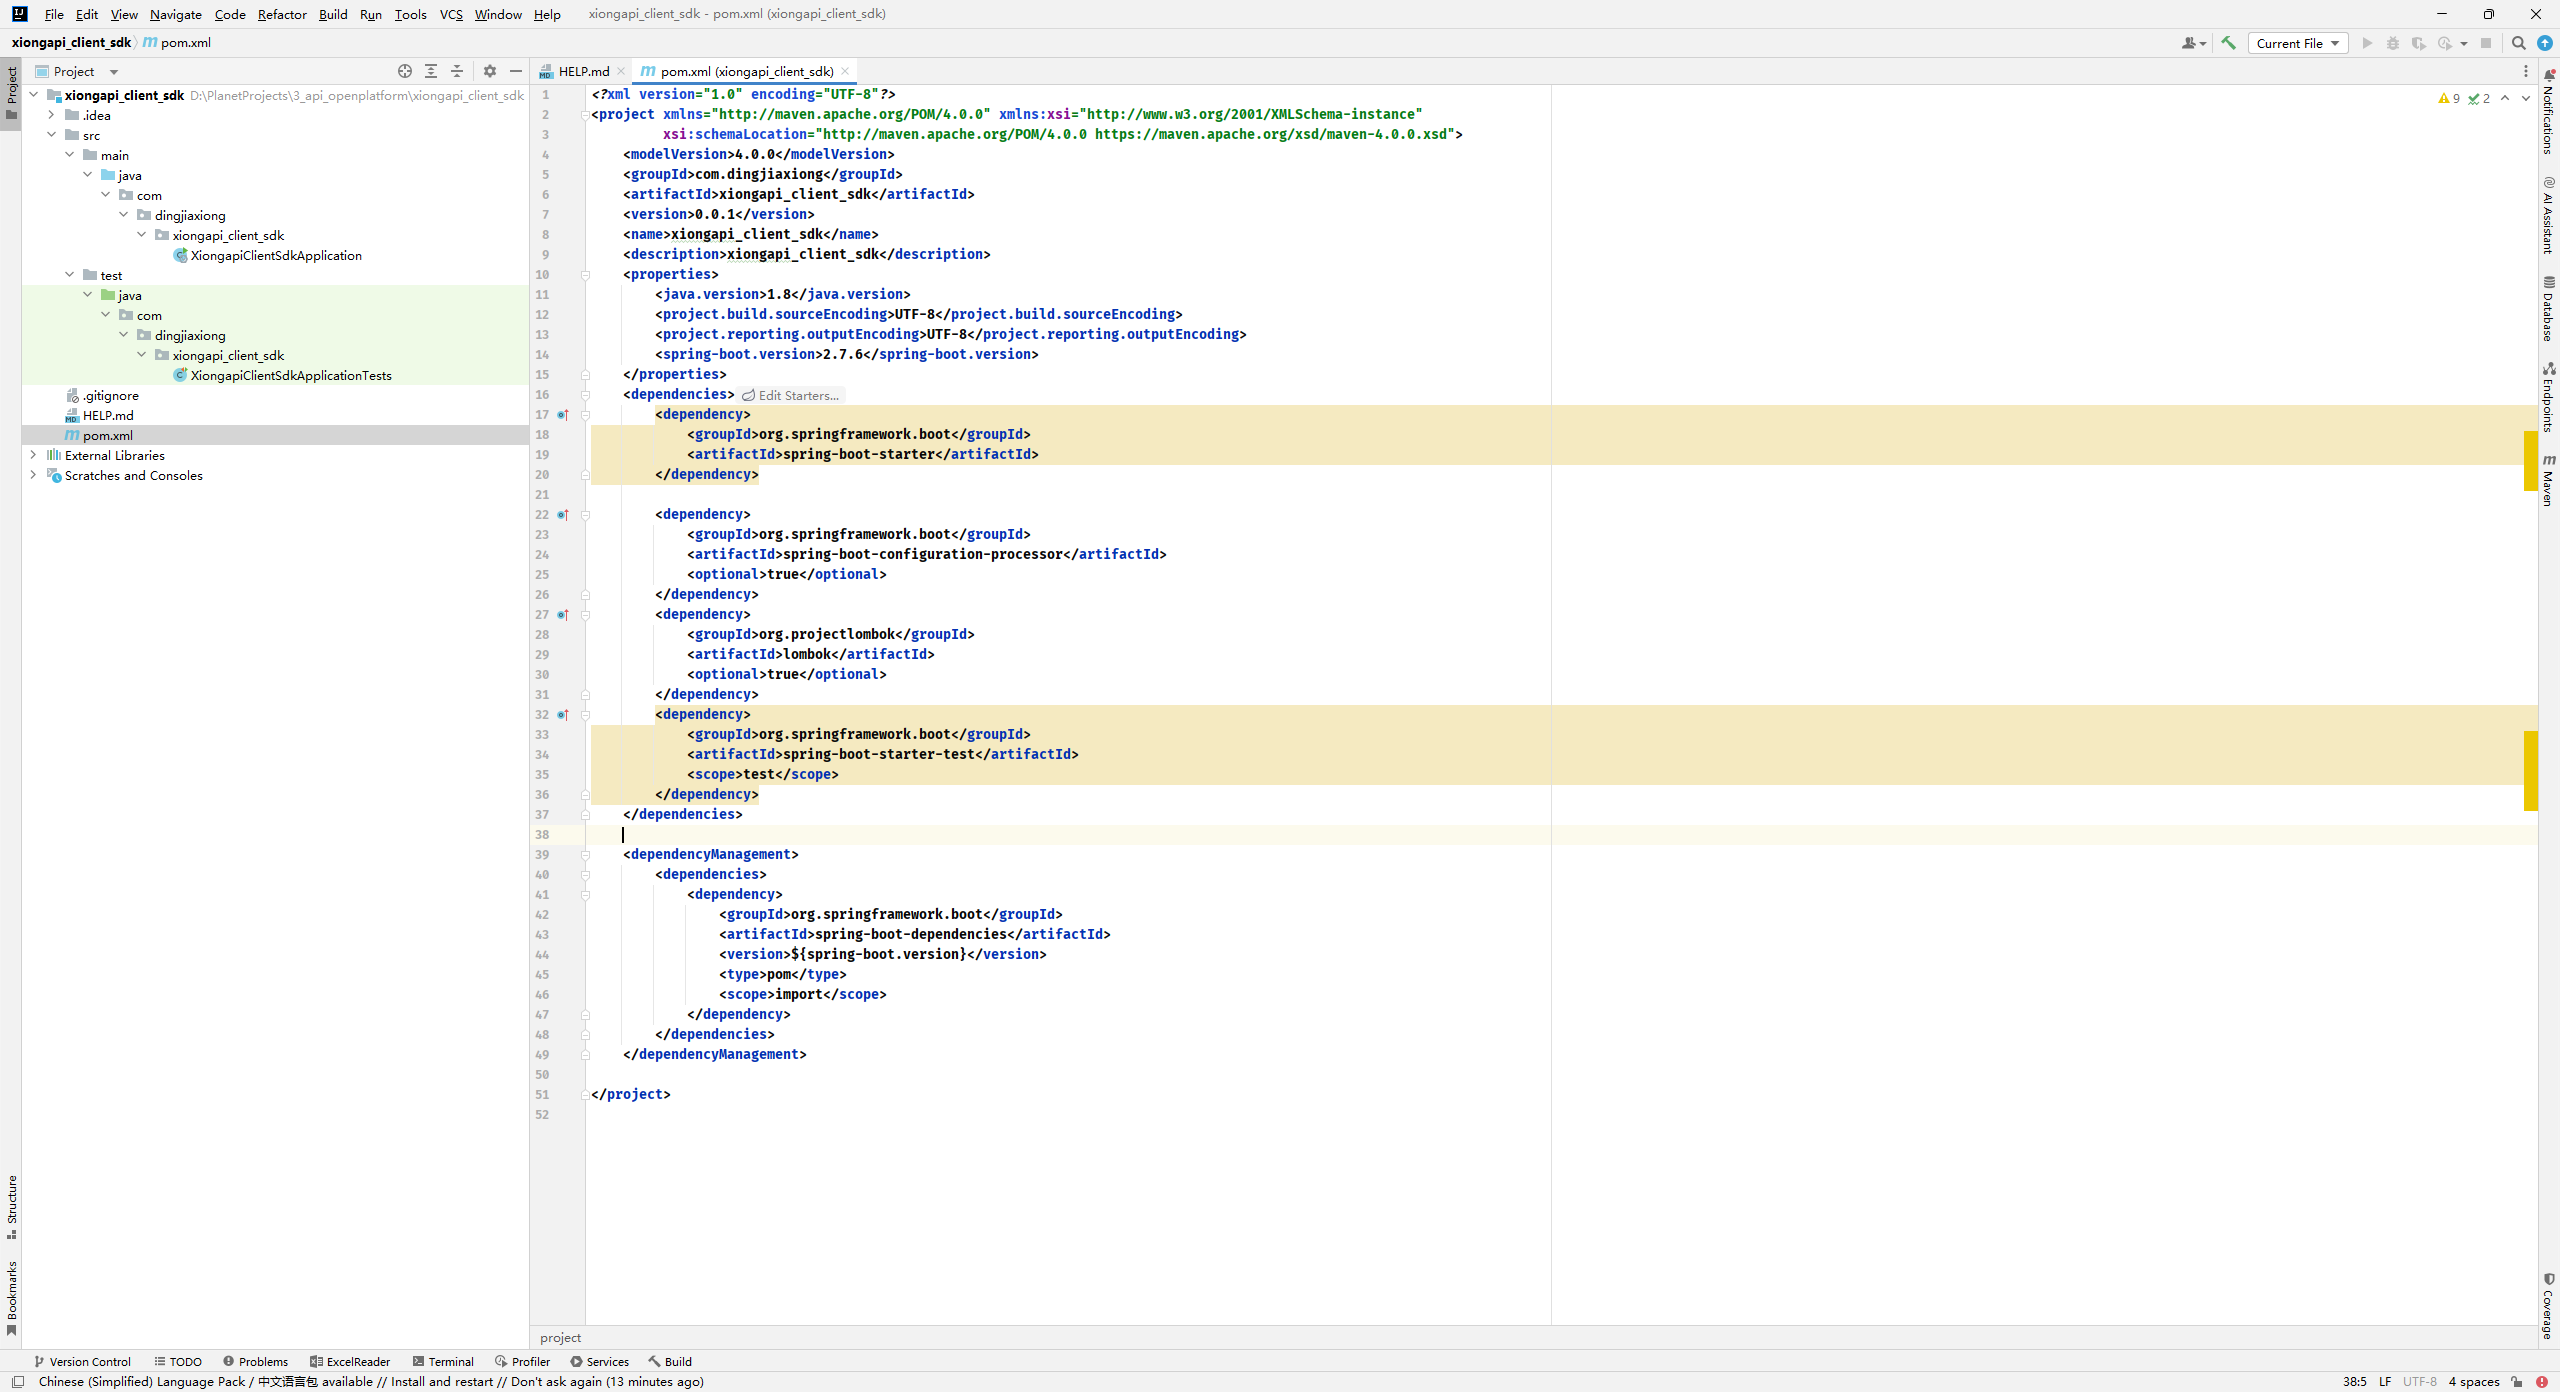 File Edit View Navigate Code Refactor Build Run Tools VCS Window Help xiongapi_client_sdk - pom.xml (xiongapi_client_sdk)
xiongapi_client_sdk pom.xml Current File
Project HELP.md pom.xml (xiongapi_client_sdk)
Project
xiongapi_client_sdk D:\PlanetProjects\3_api_openplatform\xiongapi_client_sdk
.idea
src
main
java
com
dingjiaxiong
xiongapi_client_sdk
XiongapiClientSdkApplication
test
java
com
dingjiaxiong
xiongapi_client_sdk
XiongapiClientSdkApplicationTests
.gitignore
HELP.md
pom.xml
External Libraries
Scratches and Consoles
9 2
1 <?xml version="1.0" encoding="UTF-8"?>
2 <project xmlns="http://maven.apache.org/POM/4.0.0" xmlns:xsi="http://www.w3.org/2001/XMLSchema-instance"
3 xsi:schemaLocation="http://maven.apache.org/POM/4.0.0 https://maven.apache.org/xsd/maven-4.0.0.xsd">
4 <modelVersion>4.0.0</modelVersion>
5 <groupId>com.dingjiaxiong</groupId>
6 <artifactId>xiongapi_client_sdk</artifactId>
7 <version>0.0.1</version>
8 <name>xiongapi_client_sdk</name>
9 <description>xiongapi_client_sdk</description>
10 <properties>
11 <java.version>1.8</java.version>
12 <project.build.sourceEncoding>UTF-8</project.build.sourceEncoding>
13 <project.reporting.outputEncoding>UTF-8</project.reporting.outputEncoding>
14 <spring-boot.version>2.7.6</spring-boot.version>
15 </properties>
16 <dependencies> Edit Starters...
17 <dependency>
18 <groupId>org.springframework.boot</groupId>
19 <artifactId>spring-boot-starter</artifactId>
20 </dependency>
21
22 <dependency>
23 <groupId>org.springframework.boot</groupId>
24 <artifactId>spring-boot-configuration-processor</artifactId>
25 <optional>true</optional>
26 </dependency>
27 <dependency>
28 <groupId>org.projectlombok</groupId>
29 <artifactId>lombok</artifactId>
30 <optional>true</optional>
31 </dependency>
32 <dependency>
33 <groupId>org.springframework.boot</groupId>
34 <artifactId>spring-boot-starter-test</artifactId>
35 <scope>test</scope>
36 </dependency>
37 </dependencies>
38
39 <dependencyManagement>
40 <dependencies>
41 <dependency>
42 <groupId>org.springframework.boot</groupId>
43 <artifactId>spring-boot-dependencies</artifactId>
44 <version>${spring-boot.version}</version>
45 <type>pom</type>
46 <scope>import</scope>
47 </dependency>
48 </dependencies>
49 </dependencyManagement>
50
51 </project>
52
Notifications
AI Assistant
Database
Endpoints
Maven
Coverage
Structure
Bookmarks
project
Version Control TODO Problems ExcelReader Terminal Profiler Services Build
Chinese (Simplified) Language Pack / 中文语言包 available // Install and restart // Don't ask again (13 minutes ago) 38:5 LF UTF-8 4 spaces